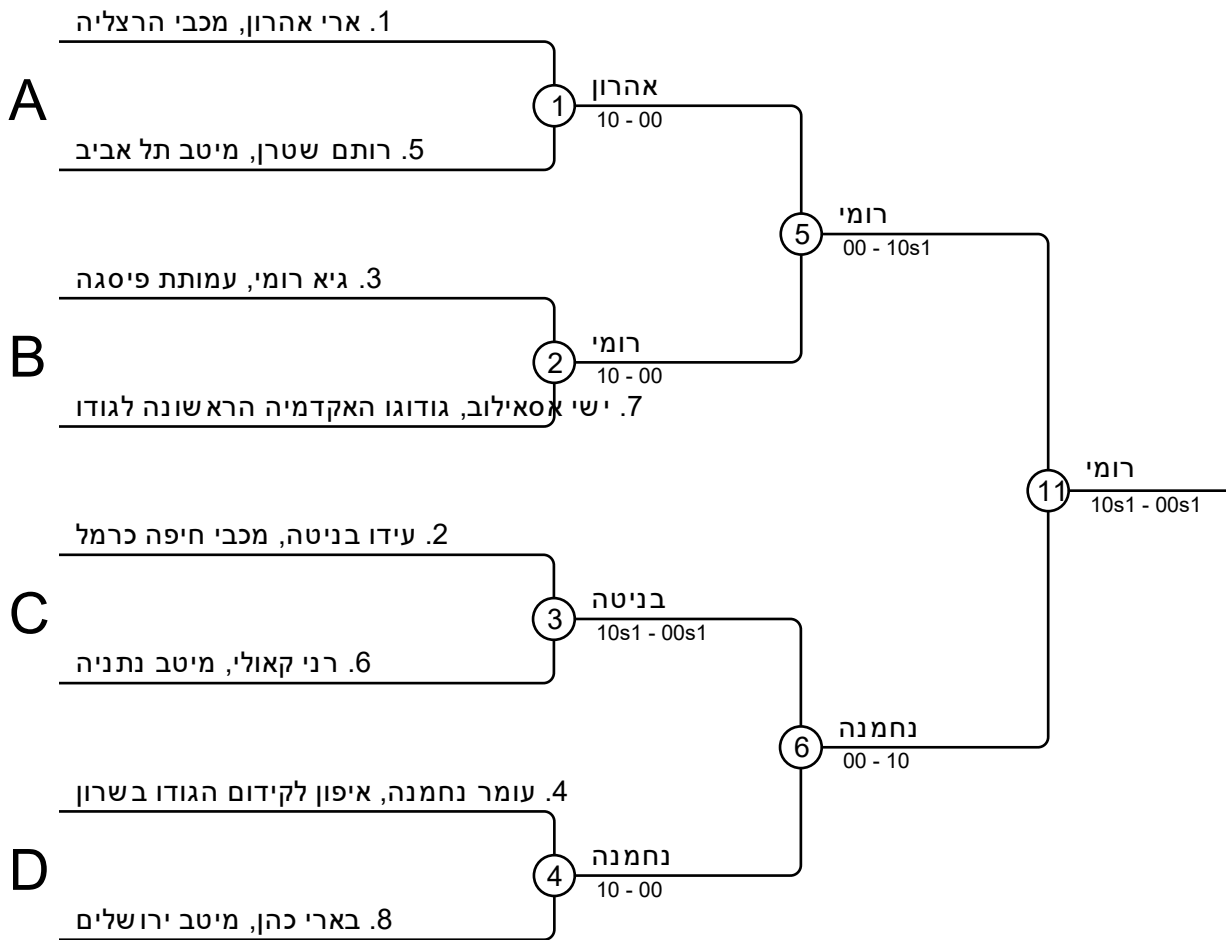 1. ארי אהרון, מכבי הרצליה
A
1
אהרון
10 - 00
5. רותם שטרן, מיטב תל אביב
5
רומי
00 - 10s1
3. גיא רומי, עמותת פיסגה
B
2
רומי
10 - 00
7. ישי אסאילוב, גודוגו האקדמיה הראשונה לגודו
11
רומי
10s1 - 00s1
2. עידו בניטה, מכבי חיפה כרמל
C
3
בניטה
10s1 - 00s1
6. רני קאולי, מיטב נתניה
6
נחמנה
00 - 10
4. עומר נחמנה, איפון לקידום הגודו בשרון
D
4
נחמנה
10 - 00
8. בארי כהן, מיטב ירושלים